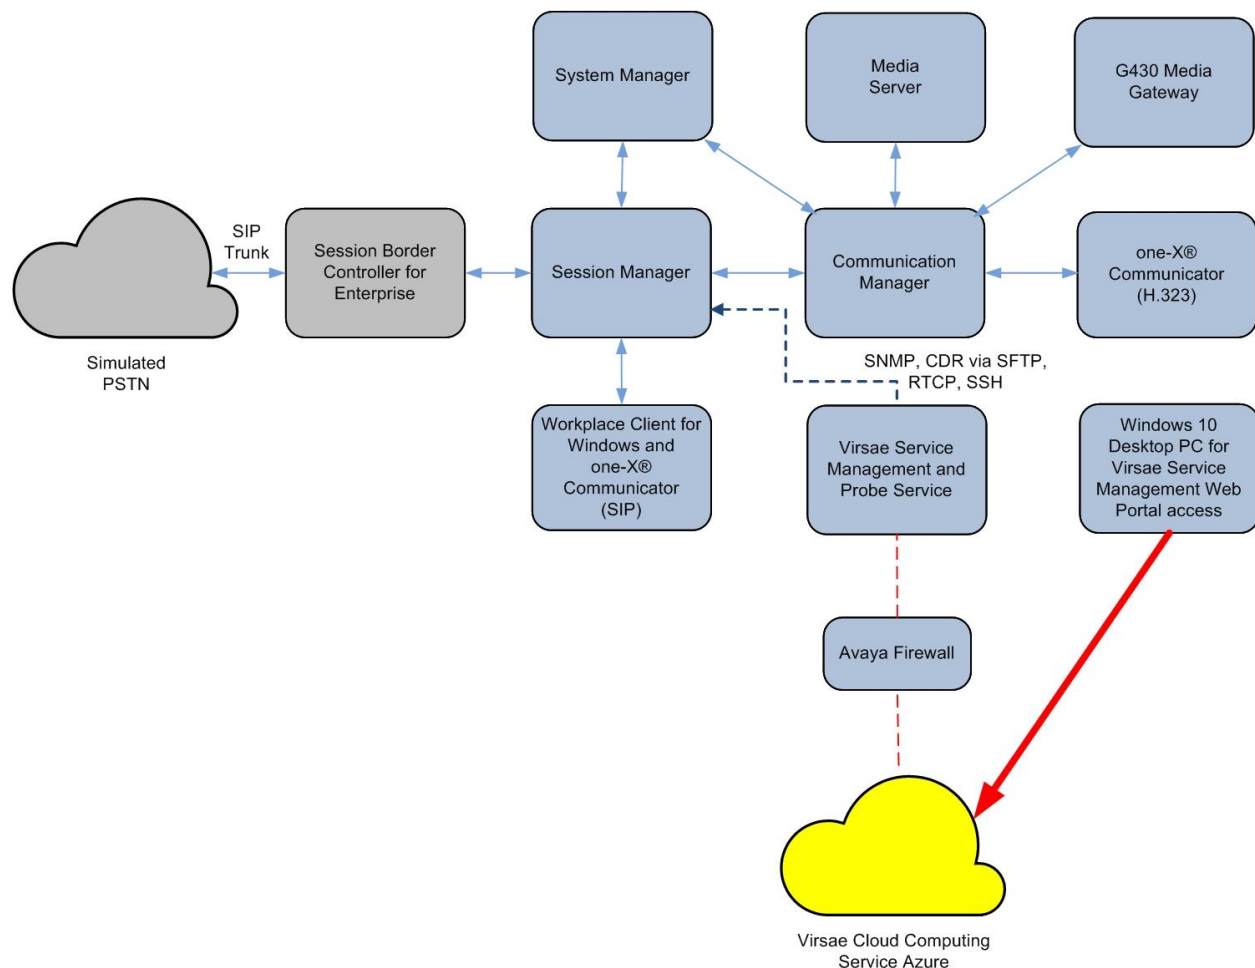 System Manager
Media
Server
G430 Media
Gateway
SIP
Trunk
Session Border
Controller for
Enterprise
Session Manager
Communication
Manager
one-X®
Communicator
(H.323)
Simulated
PSTN
SNMP, CDR via SFTP,
RTCP, SSH
Workplace Client for
Windows and
one-X®
Communicator
(SIP)
Virsae Service
Management and
Probe Service
Windows 10
Desktop PC for
Virsae Service
Management Web
Portal access
Avaya Firewall
Virsae Cloud Computing
Service Azure